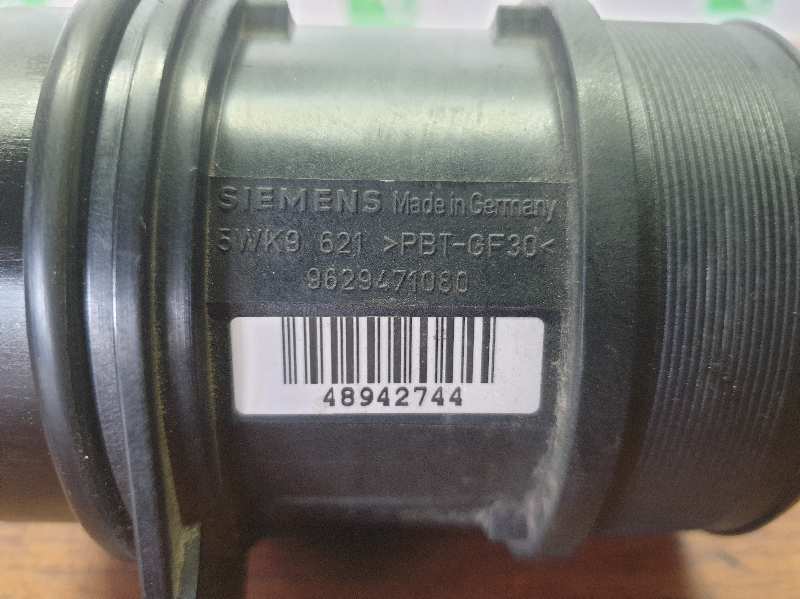 SIEMENS Made in Germany
5WK9 621 >PBT-GF30<
9629471080
48942744